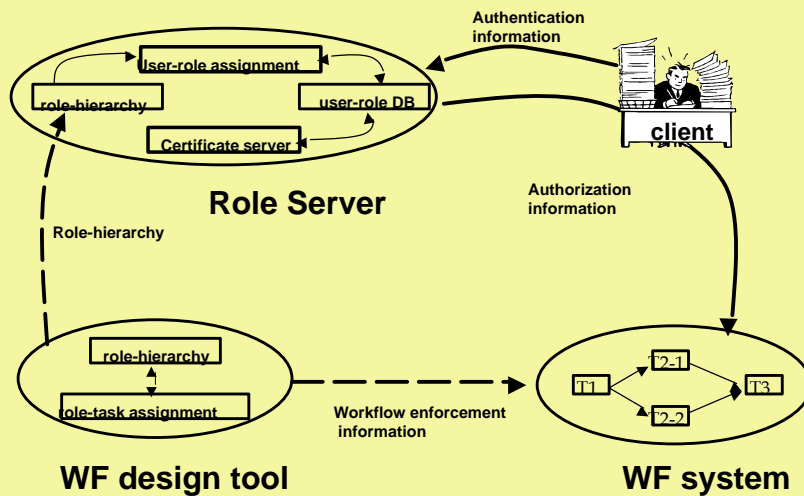 Authentication
information
User-role assignment
role-hierarchy
user-role DB
Certificate server
client
Role Server
Authorization
information
Role-hierarchy
role-hierarchy
role-task assignment
Workflow enforcement
information
T1
T2-1
T2-2
T3
WF design tool
WF system